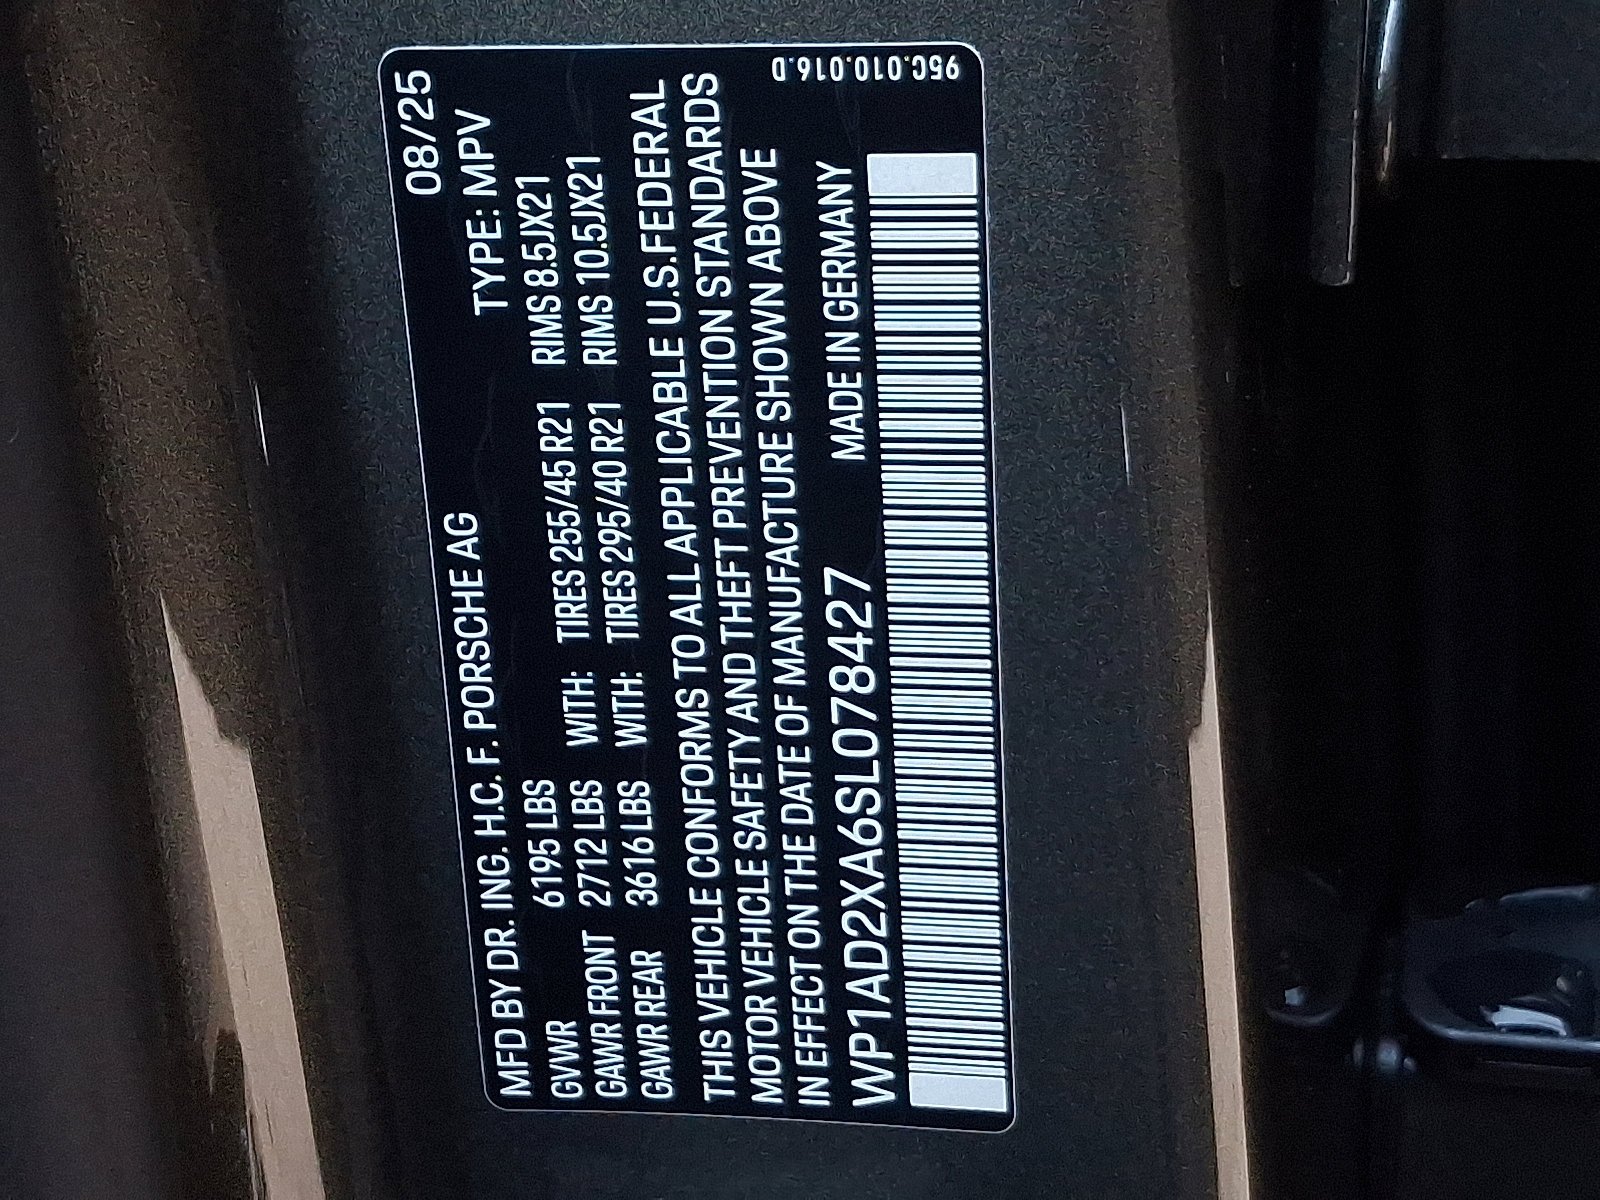 MFD BY DR. ING. H.C. F. PORSCHE AG 08/25
TYPE: MPV
GVWR 6195 LBS WITH: TIRES 255/45 R21 RIMS 8.5JX21
GAWR FRONT 2712 LBS WITH: TIRES 295/40 R21 RIMS 10.5JX21
GAWR REAR 3616 LBS
THIS VEHICLE CONFORMS TO ALL APPLICABLE U.S.FEDERAL
MOTOR VEHICLE SAFETY AND THEFT PREVENTION STANDARDS
IN EFFECT ON THE DATE OF MANUFACTURE SHOWN ABOVE
WP1AD2XA6SL078427 MADE IN GERMANY
95C.010.016.D